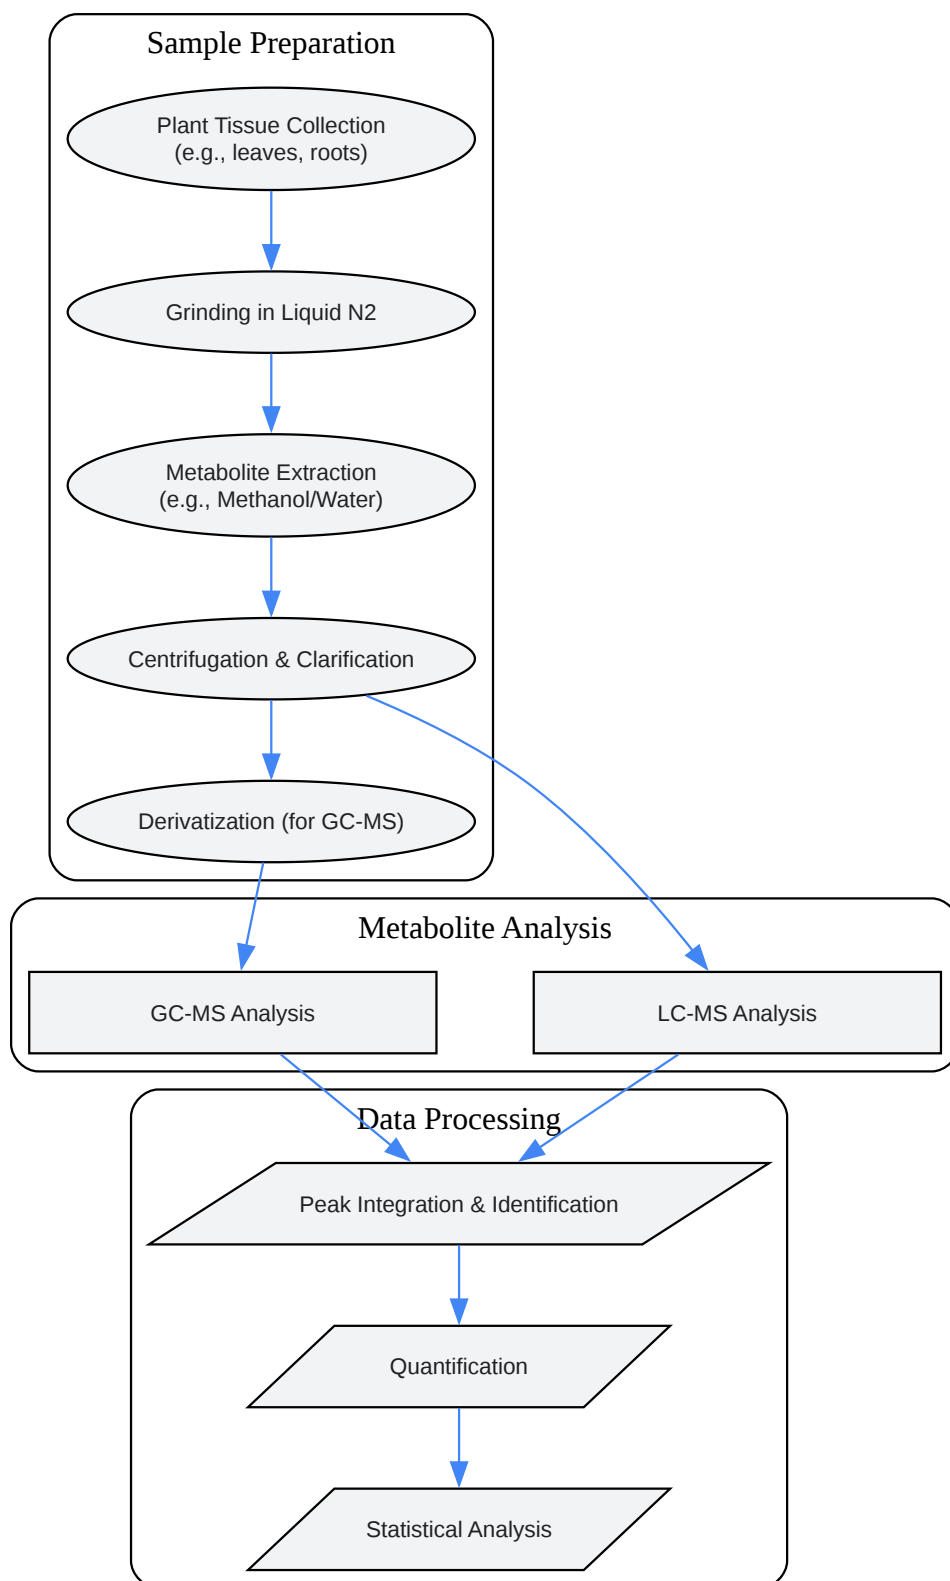 Sample Preparation
Plant Tissue Collection
(e.g., leaves, roots)
Grinding in Liquid N2
Metabolite Extraction
(e.g., Methanol/Water)
Centrifugation & Clarification
Derivatization (for GC-MS)
Metabolite Analysis
GC-MS Analysis
LC-MS Analysis
Data Processing
Peak Integration & Identification
Quantification
Statistical Analysis